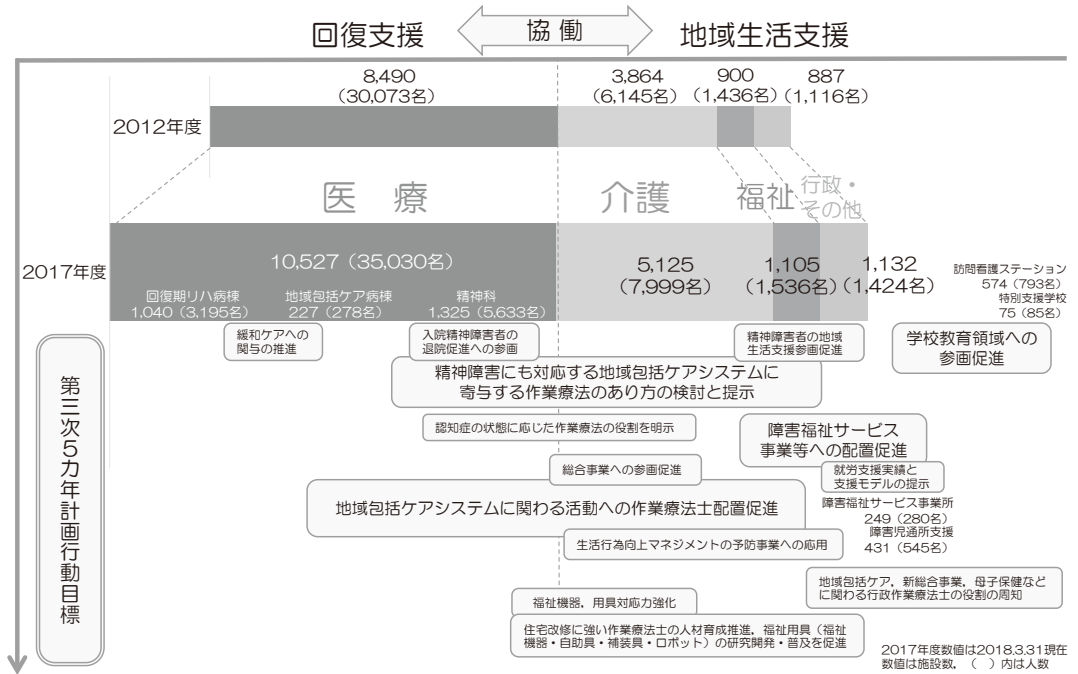 回復支援
協働
地域生活支援
8,490
(30,073名)
3,864
(6,145名)
900
(1,436名)
887
(1,116名)
2012年度
医 療
介護
福祉
行政・
その他
2017年度
10,527（35,030名）
回復期リハ病棟
1,040（3,195名）
地域包括ケア病棟
227（278名）
精神科
1,325（5,633名）
5,125
(7,999名)
1,105
(1,536名)
1,132
(1,424名)
訪問看護ステーション
574（793名）
特別支援学校
75（85名）
緩和ケアへの
関与の推進
入院精神障害者の
退院促進への参画
精神障害者の地域
生活支援参画促進
学校教育領域への
参画促進
第三次5カ年計画行動目標
精神障害にも対応する地域包括ケアシステムに
寄与する作業療法のあり方の検討と提示
認知症の状態に応じた作業療法の役割を明示
障害福祉サービス
事業等への配置促進
総合事業への参画促進
就労支援実績と
支援モデルの提示
地域包括ケアシステムに関わる活動への作業療法士配置促進
障害福祉サービス事業所
249（280名）
障害児通所支援
431（545名）
生活行為向上マネジメントの予防事業への応用
地域包括ケア，新総合事業，母子保健など
に関わる行政作業療法士の役割の周知
福祉機器，用具対応力強化
住宅改修に強い作業療法士の人材育成推進，福祉用具（福祉
機器・自助具・補装具・ロボット）の研究開発・普及を促進
2017年度数値は2018.3.31現在
数値は施設数，（　）内は人数